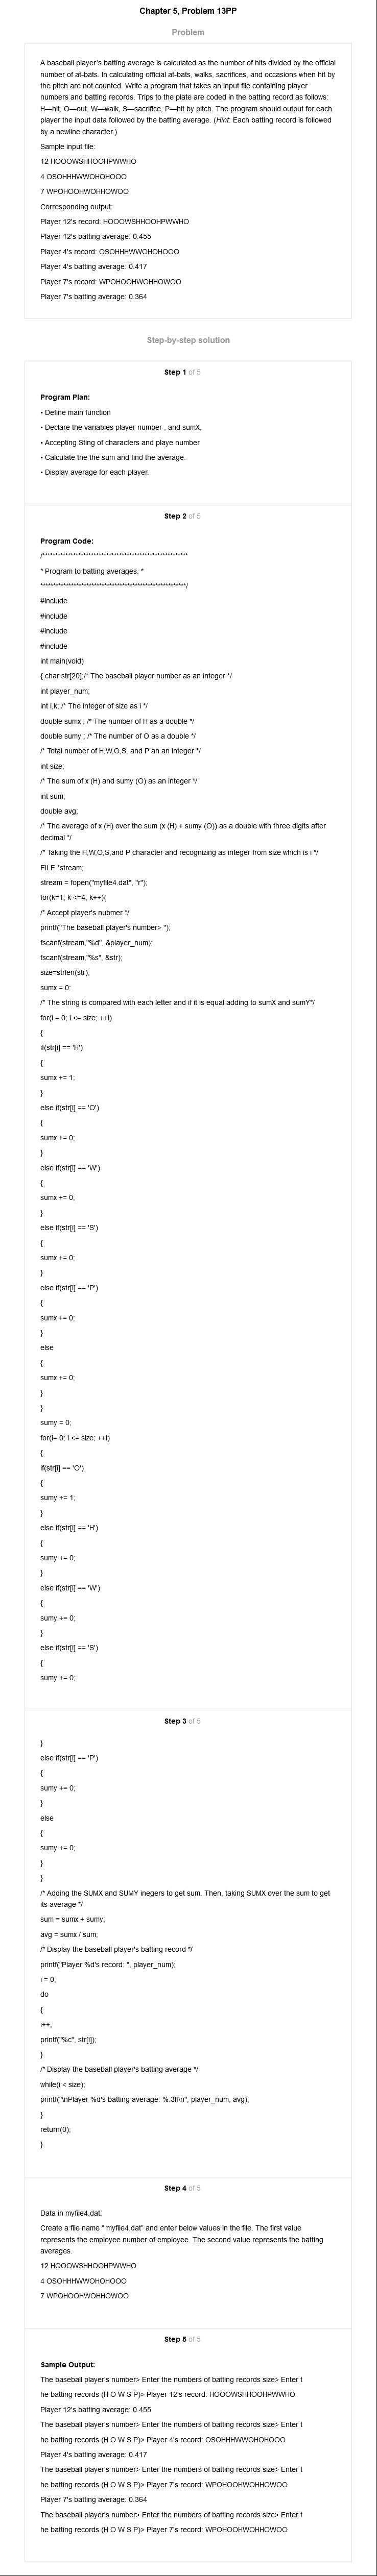 Chapter 5, Problem 13PP
Problem
A baseball player's batting average is calculated as the number of hits divided by the official
number of at-bats. In calculating official at-bats, walks, sacrifices, and occasions when hit by
the pitch are not counted. Write a program that takes an input file containing player
numbers and batting records. Trips to the plate are coded in the batting record as follows:
H—hit, O—out, W—walk, S—sacrifice, P—hit by pitch. The program should output for each
player the input data followed by the batting average. (Hint: Each batting record is followed
by a newline character.)
Sample input file:
12 HOOOWSHHOOHPWWHO
4 OSOHHHWWOHOHOOO
7 WPOHOOHWOHHOWOO
Corresponding output:
Player 12's record: HOOOWSHHOOHPWWHO
Player 12's batting average: 0.455
Player 4's record: OSOHHHWWOHOHOOO
Player 4's batting average: 0.417
Player 7's record: WPOHOOHWOHHOWOO
Player 7's batting average: 0.364
Step-by-step solution
Step 1 of 5
Program Plan:
• Define main function
• Declare the variables player number , and sumX,
• Accepting Sting of characters and playe number
• Calculate the the sum and find the average.
• Display average for each player.
Step 2 of 5
Program Code:
/*********************************************************
* Program to batting averages. *
*********************************************************/
#include
#include
#include
#include
int main(void)
{ char str[20];/* The baseball player number as an integer */
int player_num;
int i,k; /* The integer of size as i */
double sumx ; /* The number of H as a double */
double sumy ; /* The number of O as a double */
/* Total number of H,W,O,S, and P an an integer */
int size;
/* The sum of x (H) and sumy (O) as an integer */
int sum;
double avg;
/* The average of x (H) over the sum (x (H) + sumy (O)) as a double with three digits after
decimal */
/* Taking the H,W,O,S,and P character and recognizing as integer from size which is i */
FILE *stream;
stream = fopen("myfile4.dat", "r");
for(k=1; k <=4; k++){
/* Accept player's nubmer */
printf("The baseball player's number> ");
fscanf(stream,"%d", &player_num);
fscanf(stream,"%s", &str);
size=strlen(str);
sumx = 0;
/* The string is compared with each letter and if it is equal adding to sumX and sumY*/
for(i = 0; i <= size; ++i)
{
if(str[i] == 'H')
{
sumx += 1;
}
else if(str[i] == 'O')
{
sumx += 0;
}
else if(str[i] == 'W')
{
sumx += 0;
}
else if(str[i] == 'S')
{
sumx += 0;
}
else if(str[i] == 'P')
{
sumx += 0;
}
else
{
sumx += 0;
}
}
sumy = 0;
for(i= 0; i <= size; ++i)
{
if(str[i] == 'O')
{
sumy += 1;
}
else if(str[i] == 'H')
{
sumy += 0;
}
else if(str[i] == 'W')
{
sumy += 0;
}
else if(str[i] == 'S')
{
sumy += 0;
Step 3 of 5
}
else if(str[i] == 'P')
{
sumy += 0;
}
else
{
sumy += 0;
}
}
/* Adding the SUMX and SUMY inegers to get sum. Then, taking SUMX over the sum to get
its average */
sum = sumx + sumy;
avg = sumx / sum;
/* Display the baseball player's batting record */
printf("Player %d's record: ", player_num);
i = 0;
do
{
i++;
printf("%c", str[i]);
}
/* Display the baseball player's batting average */
while(i < size);
printf("\nPlayer %d's batting average: %.3lf\n", player_num, avg);
}
return(0);
}
Step 4 of 5
Data in myfile4.dat:
Create a file name " myfile4.dat" and enter below values in the file. The first value
represents the employee number of employee. The second value represents the batting
averages.
12 HOOOWSHHOOHPWWHO
4 OSOHHHWWOHOHOOO
7 WPOHOOHWOHHOWOO
Step 5 of 5
Sample Output:
The baseball player's number> Enter the numbers of batting records size> Enter t
he batting records (H O W S P)> Player 12's record: HOOOWSHHOOHPWWHO
Player 12's batting average: 0.455
The baseball player's number> Enter the numbers of batting records size> Enter t
he batting records (H O W S P)> Player 4's record: OSOHHHWWOHOHOOO
Player 4's batting average: 0.417
The baseball player's number> Enter the numbers of batting records size> Enter t
he batting records (H O W S P)> Player 7's record: WPOHOOHWOHHOWOO
Player 7's batting average: 0.364
The baseball player's number> Enter the numbers of batting records size> Enter t
he batting records (H O W S P)> Player 7's record: WPOHOOHWOHHOWOO